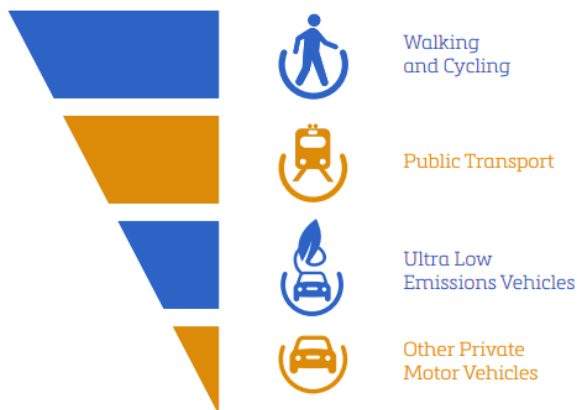 Walking
and Cycling
Public Transport
Ultra Low
Emissions Vehicles
Other Private
Motor Vehicles